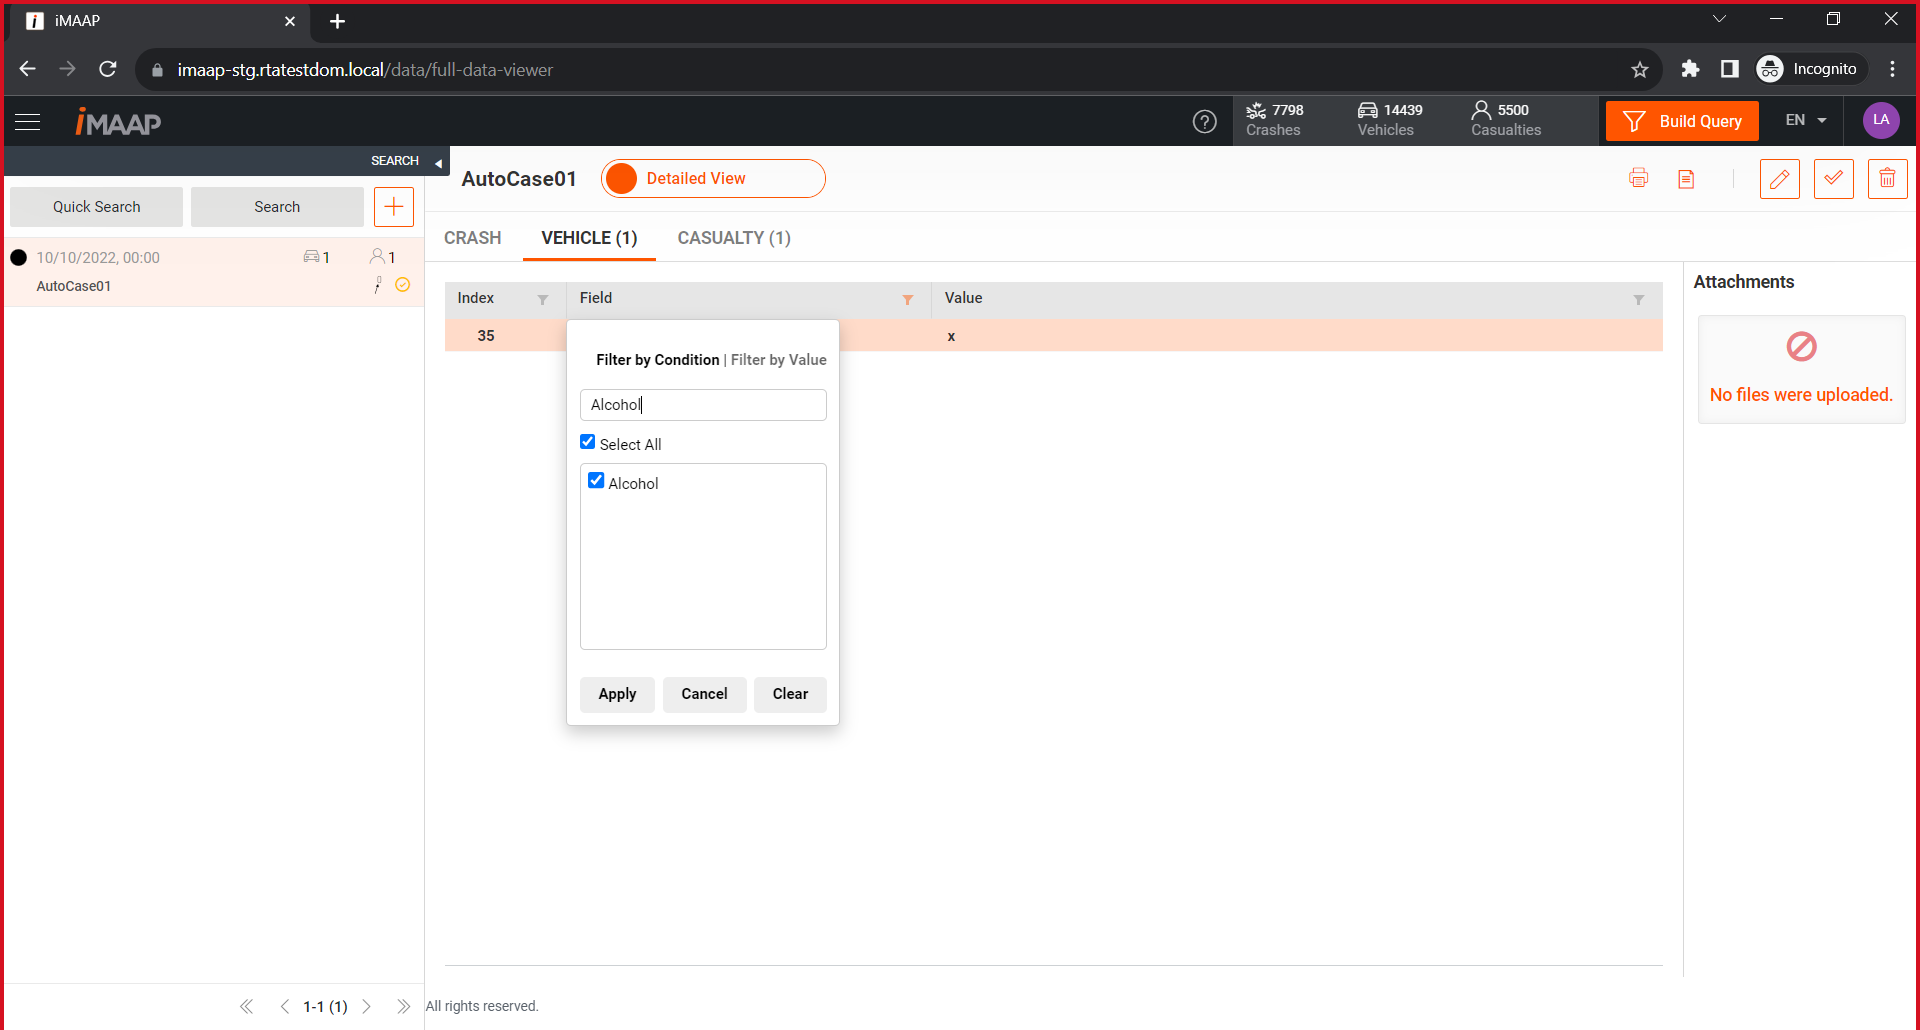 iMAAP
imaap-stg.rtatestdom.local/data/full-data-viewer
Incognito
iMAAP
7798
Crashes
14439
Vehicles
5500
Casualties
Build Query
EN
LA
SEARCH
Quick Search
Search
10/10/2022, 00:00
1
1
AutoCase01
AutoCase01
Detailed View
CRASH
VEHICLE (1)
CASUALTY (1)
Index
Field
Value
35
x
Filter by Condition | Filter by Value
Alcohol
Select All
Alcohol
Apply
Cancel
Clear
Attachments
No files were uploaded.
1-1 (1)
All rights reserved.